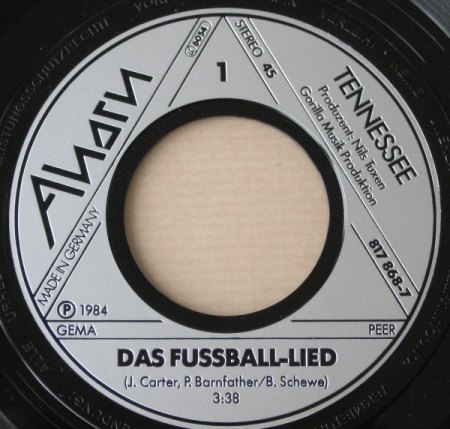 1
STEREO 45
AHORN
TENNESSEE
Produzent: Nils Tuxen
Gorilla Musik Produktion
817 868-7
MADE IN GERMANY
Ⓟ 1984
GEMA
PEER
DAS FUSSBALL-LIED
(J. Carter, P. Barnfather/B. Schewe)
3:38